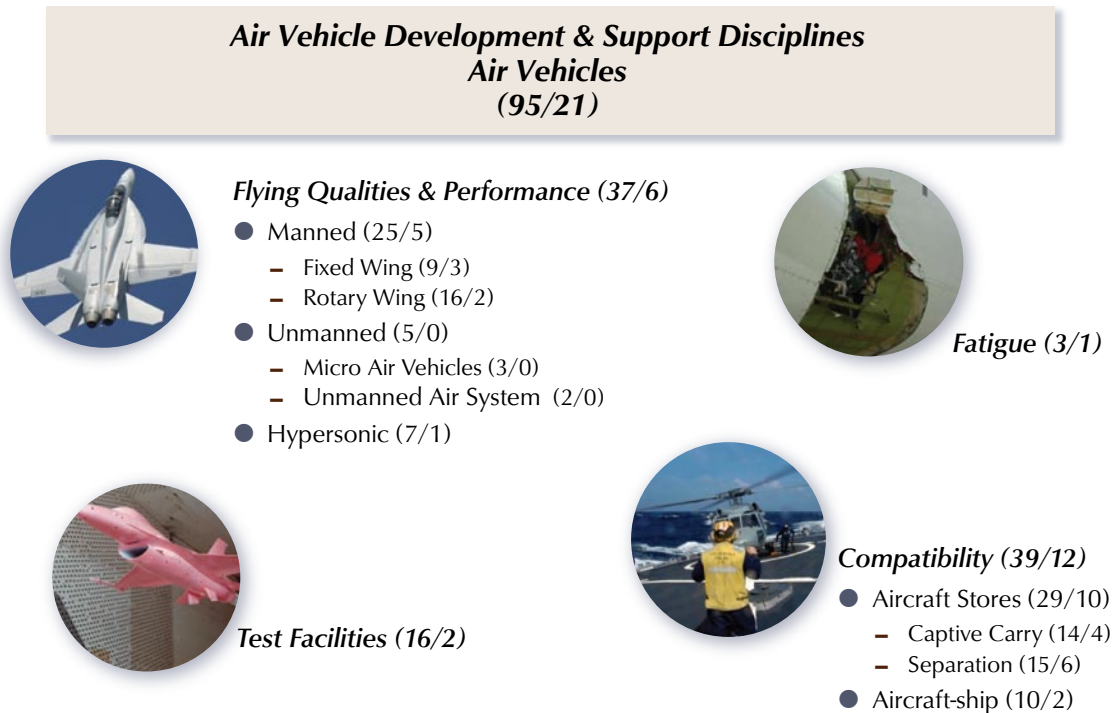 Air Vehicle Development & Support Disciplines
Air Vehicles
(95/21)
Flying Qualities & Performance (37/6)
● Manned (25/5)
– Fixed Wing (9/3)
– Rotary Wing (16/2)
● Unmanned (5/0)
– Micro Air Vehicles (3/0)
– Unmanned Air System (2/0)
● Hypersonic (7/1)
Fatigue (3/1)
Test Facilities (16/2)
Compatibility (39/12)
● Aircraft Stores (29/10)
– Captive Carry (14/4)
– Separation (15/6)
● Aircraft-ship (10/2)